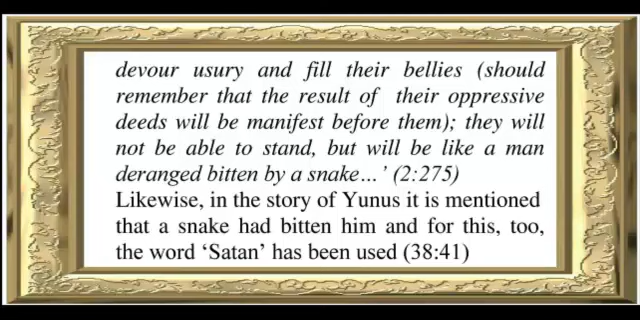 devour usury and fill their bellies (should
remember that the result of their oppressive
deeds will be manifest before them); they will
not be able to stand, but will be like a man
deranged bitten by a snake…’ (2:275)
Likewise, in the story of Yunus it is mentioned
that a snake had bitten him and for this, too,
the word ‘Satan’ has been used (38:41)